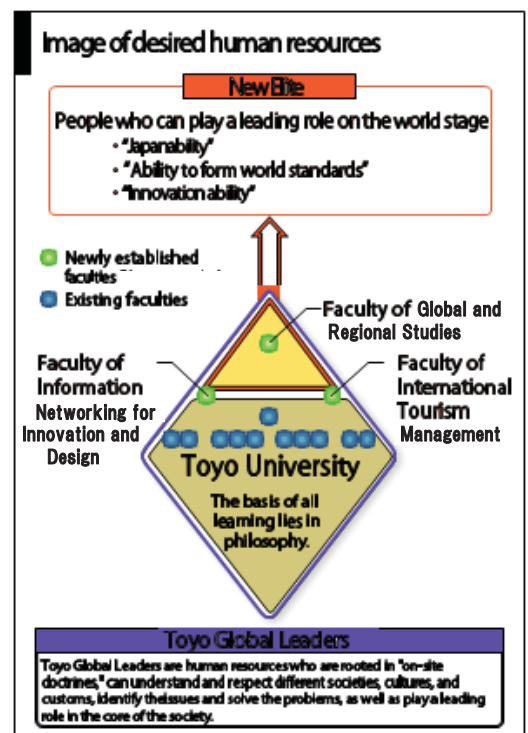 Image of desired human resources
New Elite
People who can play a leading role on the world stage
・"Japanability"
・"Ability to form world standards"
・"Innovation ability"
Newly established
faculties
Existing faculties
Faculty of Global and
Regional Studies
Faculty of
Information
Networking for
Innovation and
Design
Faculty of
International
Tourism
Management
Toyo University
The basis of all
learning lies in
philosophy.
Toyo Global Leaders
Toyo Global Leaders are human resources who are rooted in "on-site
doctrines," can understand and respect different societies, cultures, and
customs, identify theissues and solve the problems, as well as play a leading
role in the core of the society.